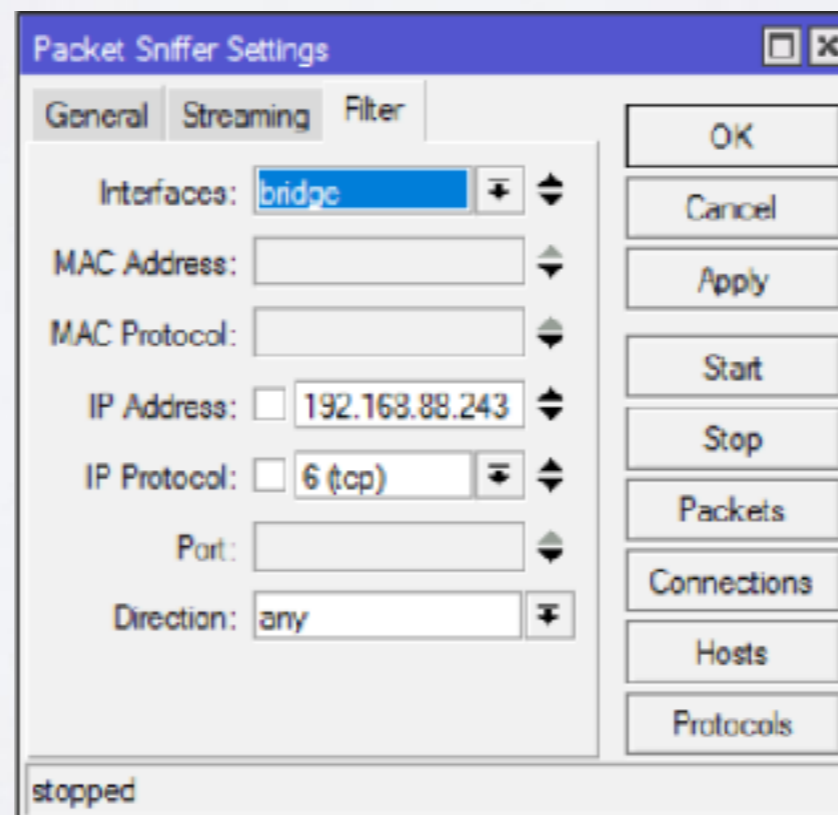 Packet Sniffer Settings
General Streaming Filter
Interfaces: bridge
MAC Address:
MAC Protocol:
IP Address: 192.168.88.243
IP Protocol: 6 (tcp)
Port:
Direction: any
OK
Cancel
Apply
Start
Stop
Packets
Connections
Hosts
Protocols
stopped